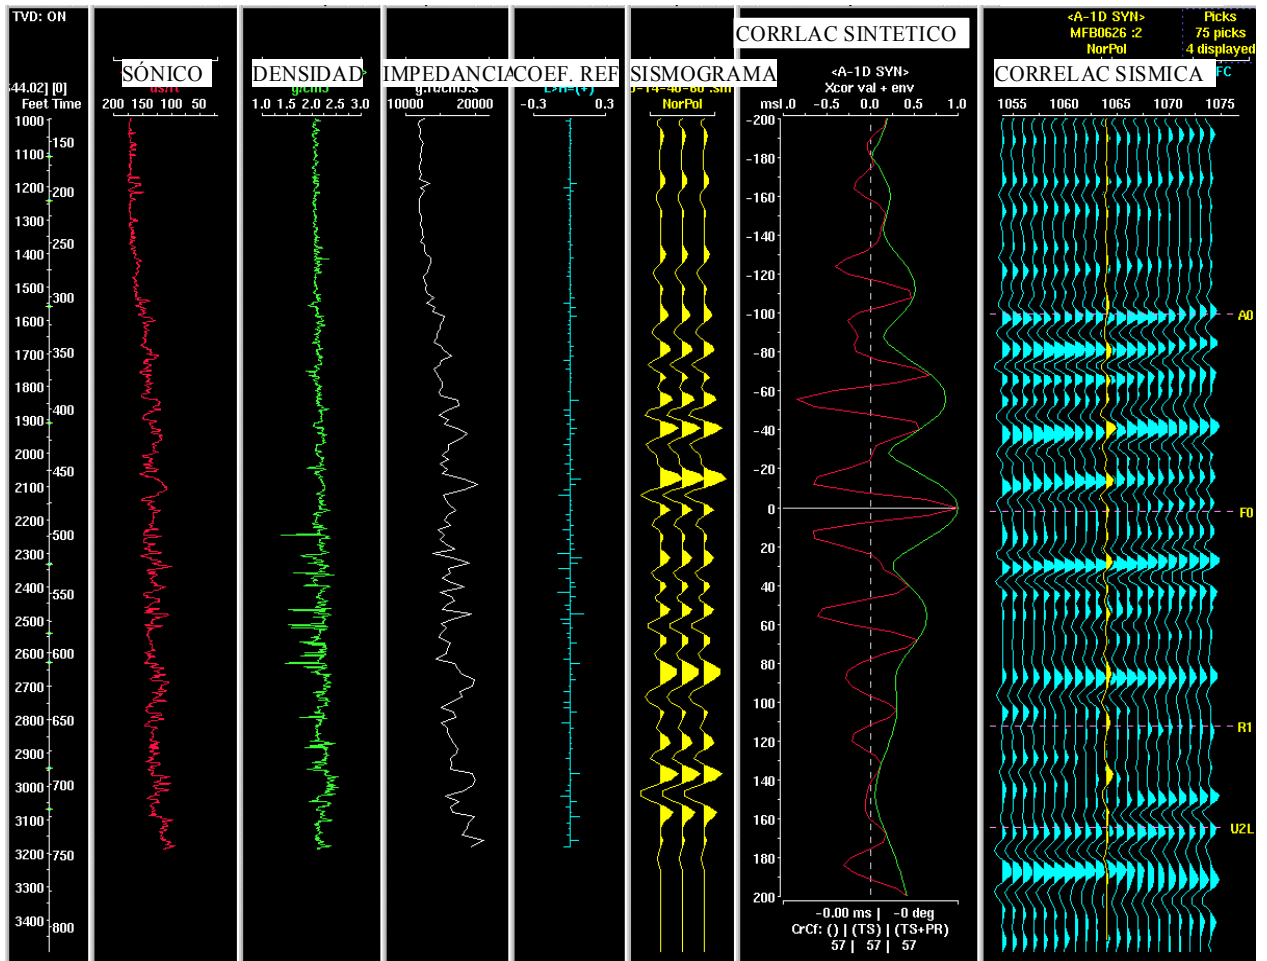 TVD: ON
CORRLAC SINTETICO
<A-1D SYN>
MFB0626 :2
NorPol
Picks
75 picks
4 displayed
SÓNICO
DENSIDAD
IMPEDANCIA
COEF. REF
SISMOGRAMA
CORRELAC SISMICA
FC
<A-1D SYN>
Xcor val + env
NorPol
544.02] [0]
Feet Time
200 150 100 50
1.0 1.5 2.0 2.5 3.0
10000 20000
-0.3 0.3
-1.0 -0.5 0.0 0.5 1.0
1055 1060 1065 1070 1075
1000
1100
1200
1300
1400
1500
1600
1700
1800
1900
2000
2100
2200
2300
2400
2500
2600
2700
2800
2900
3000
3100
3200
3300
3400
150
200
250
300
350
400
450
500
550
600
650
700
750
800
-200
-180
-160
-140
-120
-100
-80
-60
-40
-20
0
20
40
60
80
100
120
140
160
180
200
A0
F0
R1
U2L
-0.00 ms | -0 deg
CrCf: () | (TS) | (TS+PR)
57 | 57 | 57